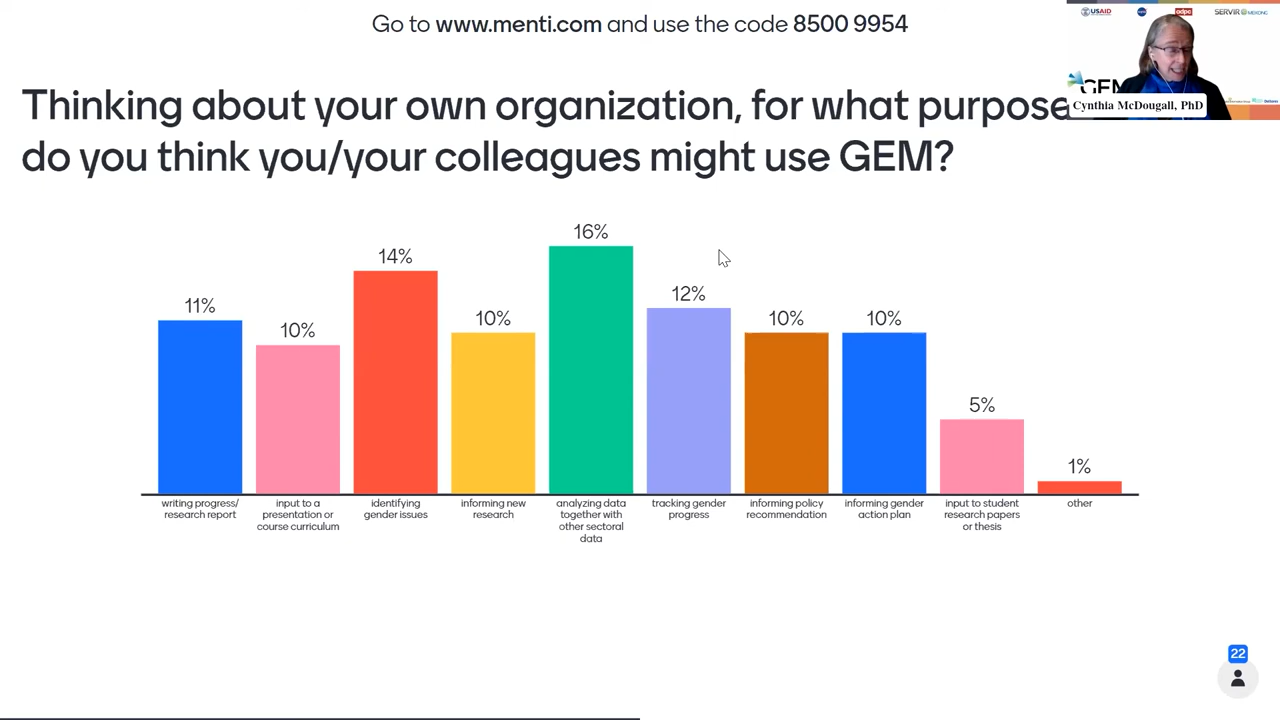 Go to www.menti.com and use the code 8500 9954
USAID
adpc
SERVIR MEKONG
GEM
Cynthia McDougall, PhD
Thinking about your own organization, for what purpose
do you think you/your colleagues might use GEM?
11%
10%
14%
10%
16%
12%
10%
10%
5%
1%
writing progress/
research report
input to a
presentation or
course curriculum
identifying
gender issues
informing new
research
analyzing data
together with
other sectoral
data
tracking gender
progress
informing policy
recommendation
informing gender
action plan
input to student
research papers
or thesis
other
22